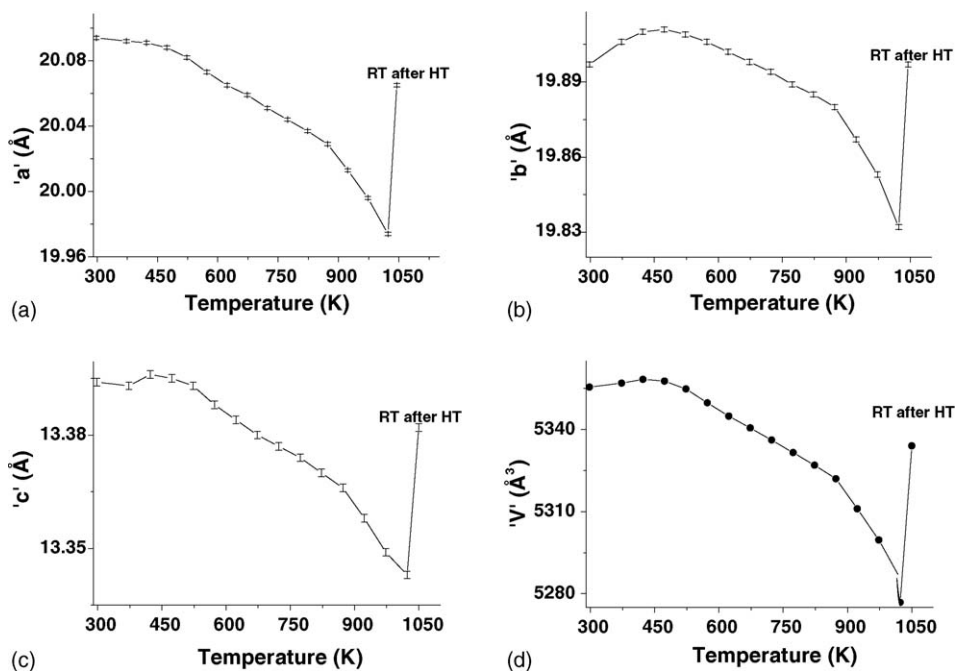 20.08
20.04
20.00
19.96
'a' (Å)
RT after HT
300 450 600 750 900 1050
Temperature (K)
(a)
19.89
19.86
19.83
'b' (Å)
RT after HT
300 450 600 750 900 1050
Temperature (K)
(b)
13.38
13.35
'c' (Å)
RT after HT
300 450 600 750 900 1050
Temperature (K)
(c)
5340
5310
5280
'V' (Å³)
RT after HT
300 450 600 750 900 1050
Temperature (K)
(d)